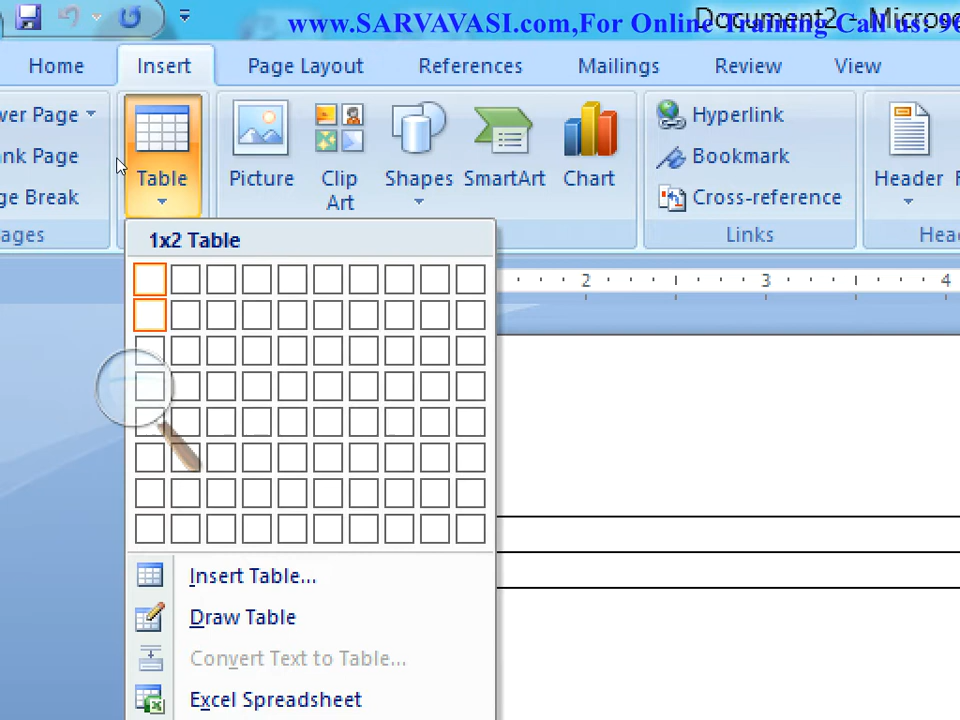 www.SARVAVASI.com,For Online Training Call us: 9
Document2 - Micros
Home Insert Page Layout References Mailings Review View
ver Page
nk Page
ge Break
ages
Table
Picture
Clip
Art
Shapes
SmartArt
Chart
Hyperlink
Bookmark
Cross-reference
Links
Header
Hea
1x2 Table
2 3 4
Insert Table...
Draw Table
Convert Text to Table...
Excel Spreadsheet